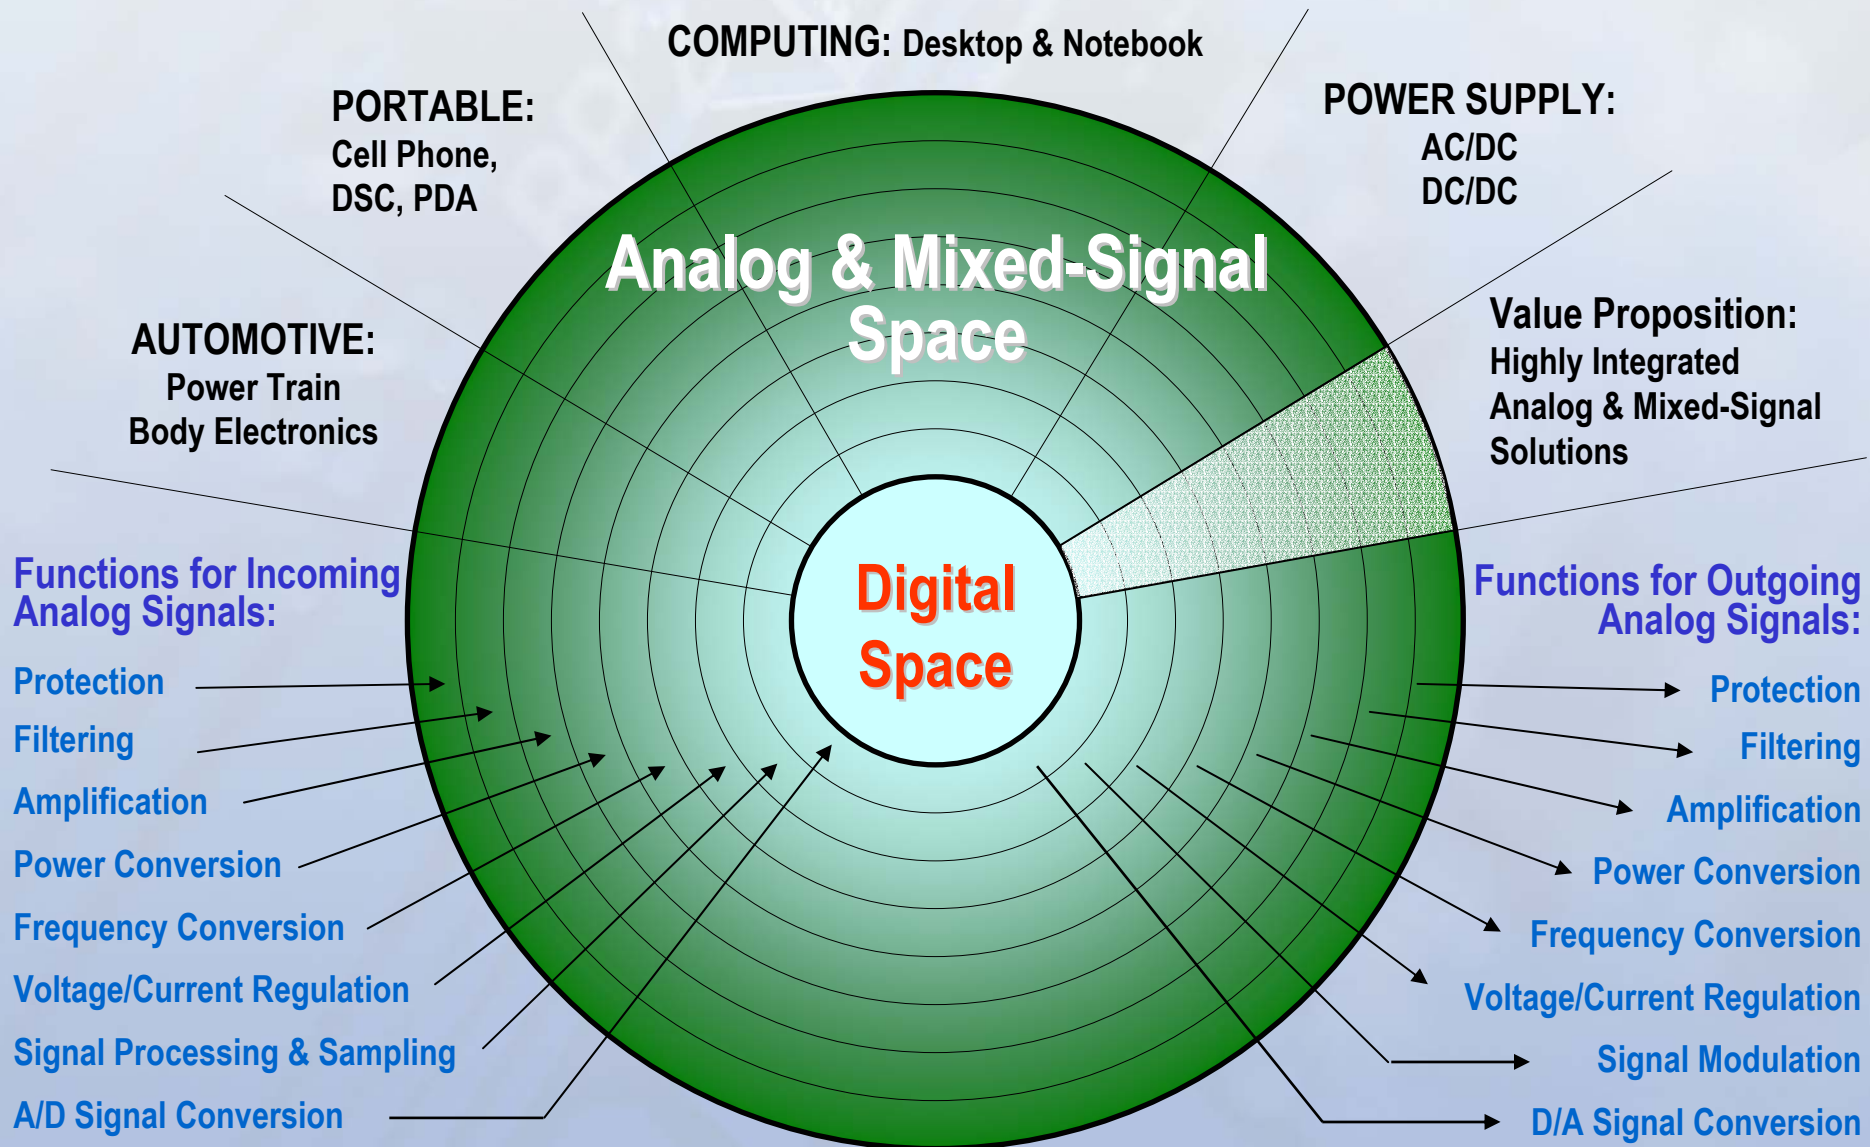 COMPUTING: Desktop & Notebook
PORTABLE:
Cell Phone,
DSC, PDA
POWER SUPPLY:
AC/DC
DC/DC
AUTOMOTIVE:
Power Train
Body Electronics
Analog & Mixed-Signal
Space
Value Proposition:
Highly Integrated
Analog & Mixed-Signal
Solutions
Digital
Space
Functions for Incoming
Analog Signals:
Protection
Filtering
Amplification
Power Conversion
Frequency Conversion
Voltage/Current Regulation
Signal Processing & Sampling
A/D Signal Conversion
Functions for Outgoing
Analog Signals:
Protection
Filtering
Amplification
Power Conversion
Frequency Conversion
Voltage/Current Regulation
Signal Modulation
D/A Signal Conversion